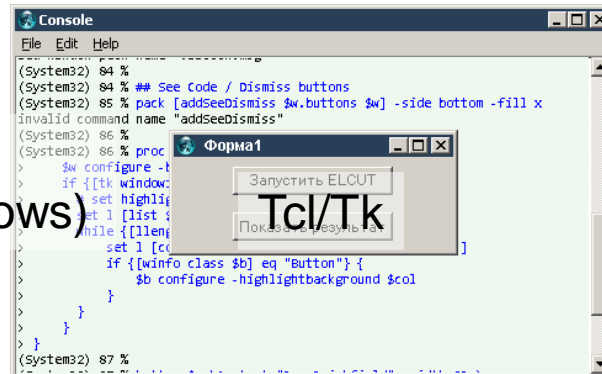 Console
File Edit Help
(System32) 84 %
(System32) 84 % ## See Code / Dismiss buttons
(System32) 85 % pack [addSeeDismiss $w.buttons $w] -side bottom -fill x
invalid command name "addSeeDismiss"
(System32) 86 %
(System32) 86 % proc
> $w configure -b
> if {[tk windowi
> set highlig
> set l [list $
> while {[lleng
> set l [co ]
> if {[winfo class $b] eq "Button"} {
> $b configure -highlightbackground $col
> }
> }
> }
> }
(System32) 87 %
Форма1
Запустить ELCUT
Показать результат
ows)
Tcl/Tk